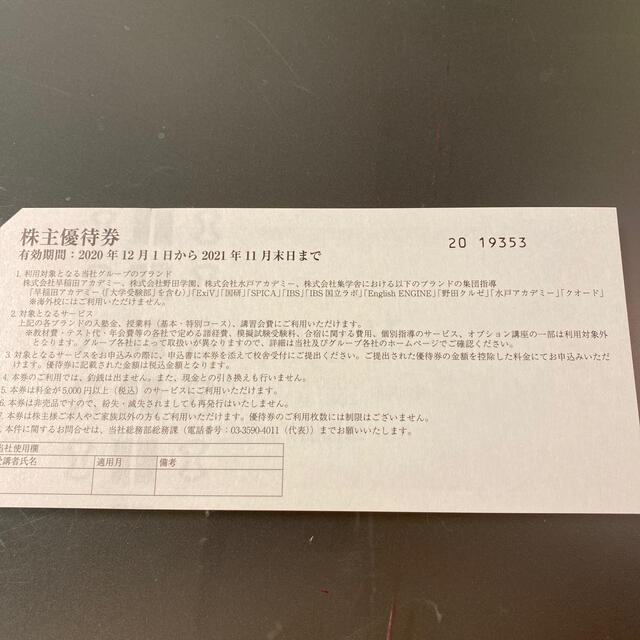 株主優待券
有効期間：2020 年 12 月 1 日から 2021 年 11 月末日まで
20 19353
1. 利用対象となる当社グループのブランド
株式会社早稲田アカデミー、株式会社野田学園、株式会社水戸アカデミー、株式会社集学舎における以下のブランドの集団指導
「早稲田アカデミー（「大学受験部」を含む）」「ExiV」「国研」「SPICA」「IBS」「IBS 国立ラボ」「English ENGINE」「野田クルゼ」「水戸アカデミー」「クオード」
※海外校にはご利用いただけません。
2. 対象となるサービス
上記の各ブランドの入塾金、授業料（基本・特別コース）、講習会費にご利用いただけます。
※教材費・テスト代・年会費等の各社で定める諸経費、模擬試験受験料、合宿に関する費用、個別指導のサービス、オプション講座の一部は利用対象外
となります。グループ各社によって取扱いが異なりますので、詳細は当社及びグループ各社のホームページでご確認ください。
3. 対象となるサービスをお申込みの際に、申込書に本券を添えて校舎受付にご提出ください。ご提出された優待券の金額を控除した料金にてお申込みいただ
けます。優待券に記載された金額は税込金額となります。
4. 本券のご利用では、釣銭は出ません。また、現金との引き換えも行いません。
5. 本券は料金が 5,000 円以上（税込）のサービスにご利用いただけます。
6. 本券は非売品ですので、紛失・滅失されましても再発行はいたしません。
7. 本券は株主様ご本人やご家族以外の方もご利用いただけます。優待券のご利用枚数には制限はございません。
. 本件に関するお問合せは、当社総務部総務課（電話番号：03-3590-4011（代表））までお願いいたします。
当社使用欄
受講者氏名 適用月 備考